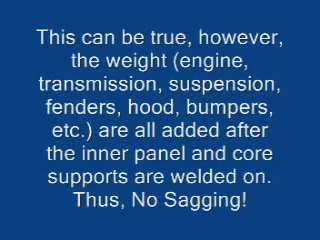 This can be true, however,
the weight (engine,
transmission, suspension,
fenders, hood, bumpers,
etc.) are all added after
the inner panel and core
supports are welded on.
Thus, No Sagging!